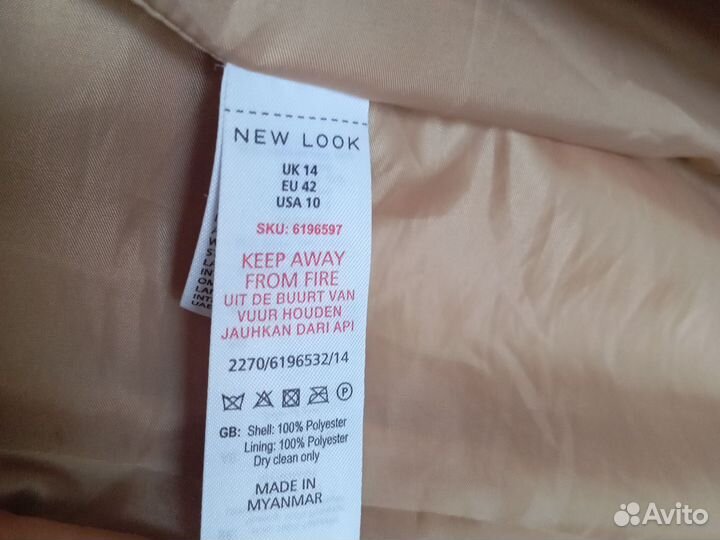 NEW LOOK
UK 14
EU 42
USA 10
SKU: 6196597
KEEP AWAY
FROM FIRE
UIT DE BUURT VAN
VUUR HOUDEN
JAUHKAN DARI API
2270/6196532/14
P
GB: Shell: 100% Polyester
Lining: 100% Polyester
Dry clean only
MADE IN
MYANMAR
Avito